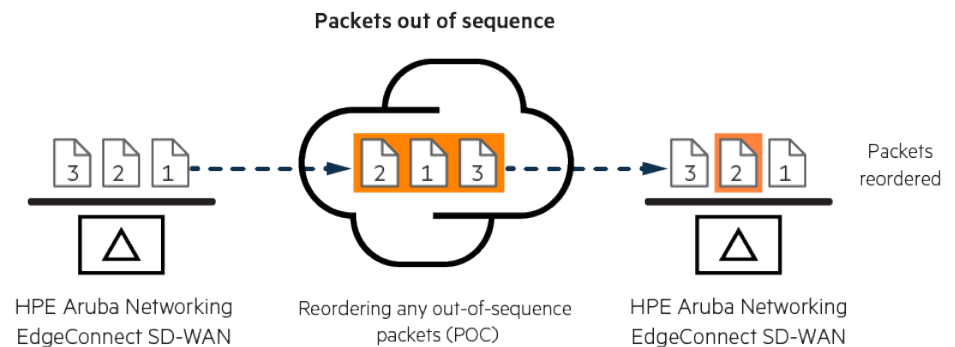 Packets out of sequence
3 2 1
2 1 3
3 2 1
Packets
reordered
HPE Aruba Networking
EdgeConnect SD-WAN
Reordering any out-of-sequence
packets (POC)
HPE Aruba Networking
EdgeConnect SD-WAN